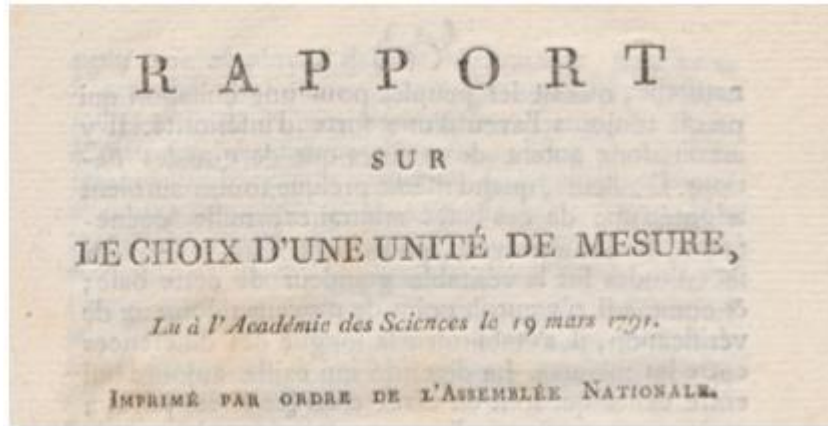 RAPPORT
SUR
LE CHOIX D'UNE UNITÉ DE MESURE,
Lu à l'Académie des Sciences le 19 mars 1791.
IMPRIMÉ PAR ORDRE DE L'ASSEMBLÉE NATIONALE.